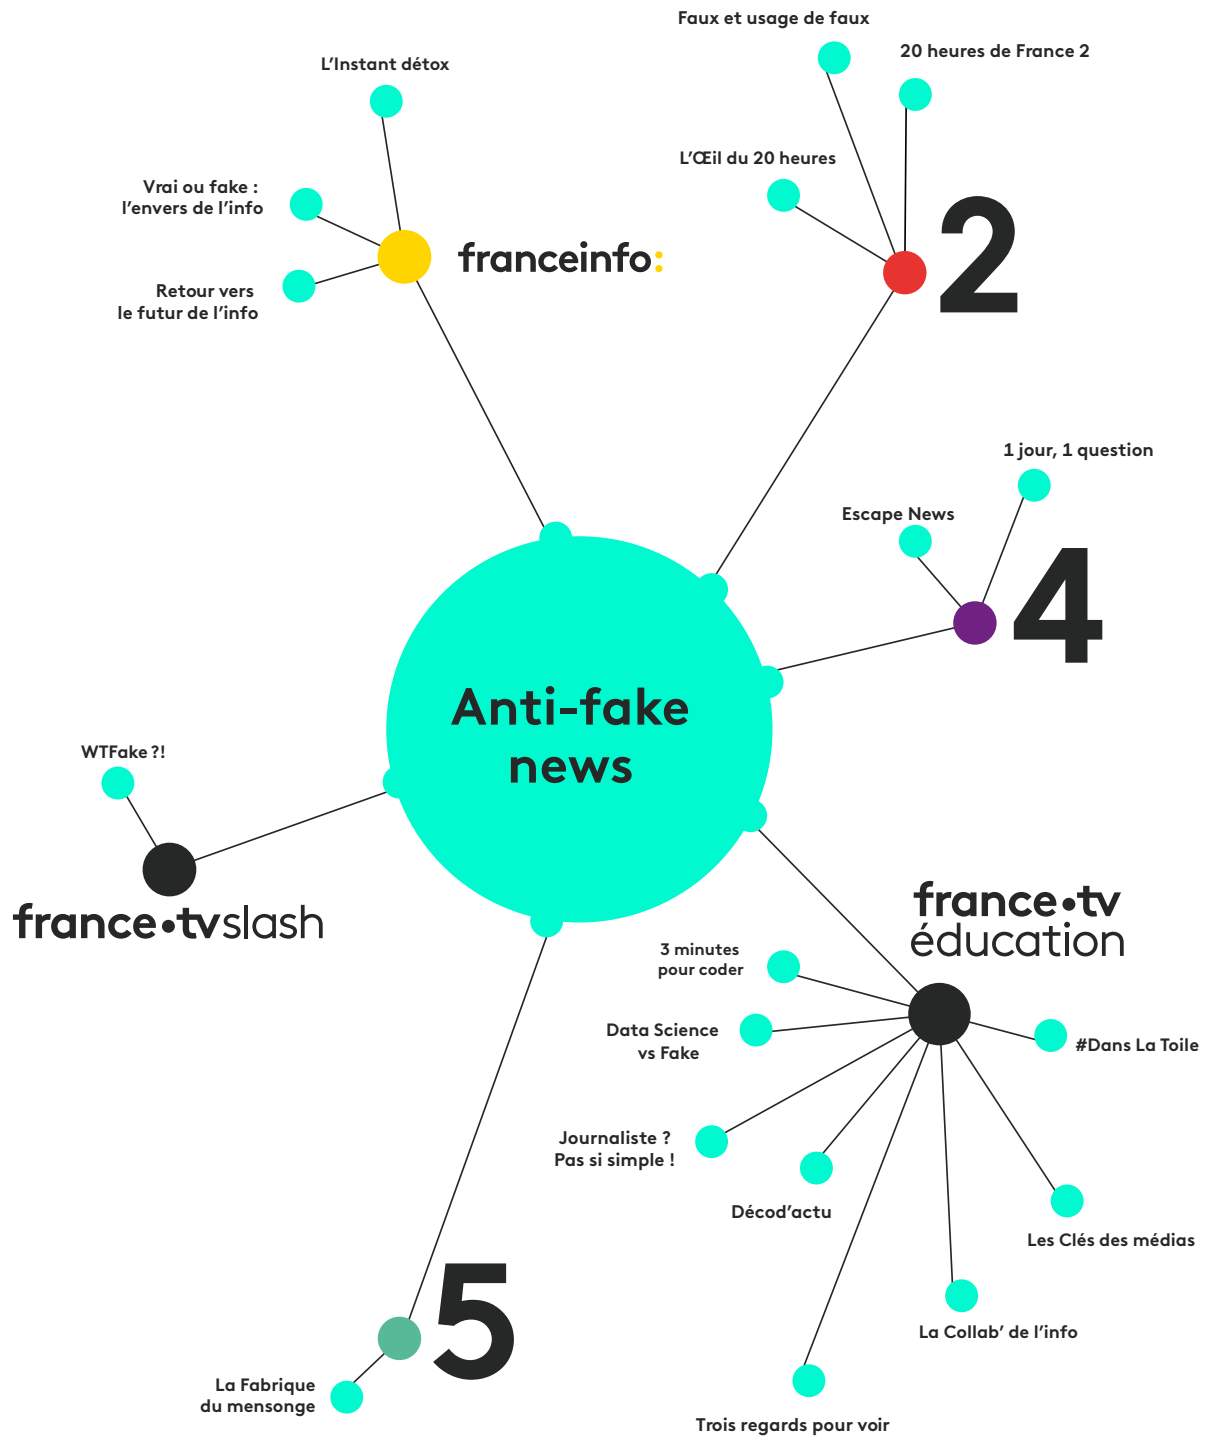 Faux et usage de faux
20 heures de France 2
L'Instant détox
L'Œil du 20 heures
Vrai ou fake :
l'envers de l'info
franceinfo:
2
Retour vers
le futur de l'info
1 jour, 1 question
Escape News
4
Anti-fake
news
WTFake ?!
france•tvslash
france•tv
éducation
3 minutes
pour coder
Data Science
vs Fake
#Dans La Toile
Journaliste ?
Pas si simple !
Décod'actu
Les Clés des médias
5
La Collab' de l'info
La Fabrique
du mensonge
Trois regards pour voir